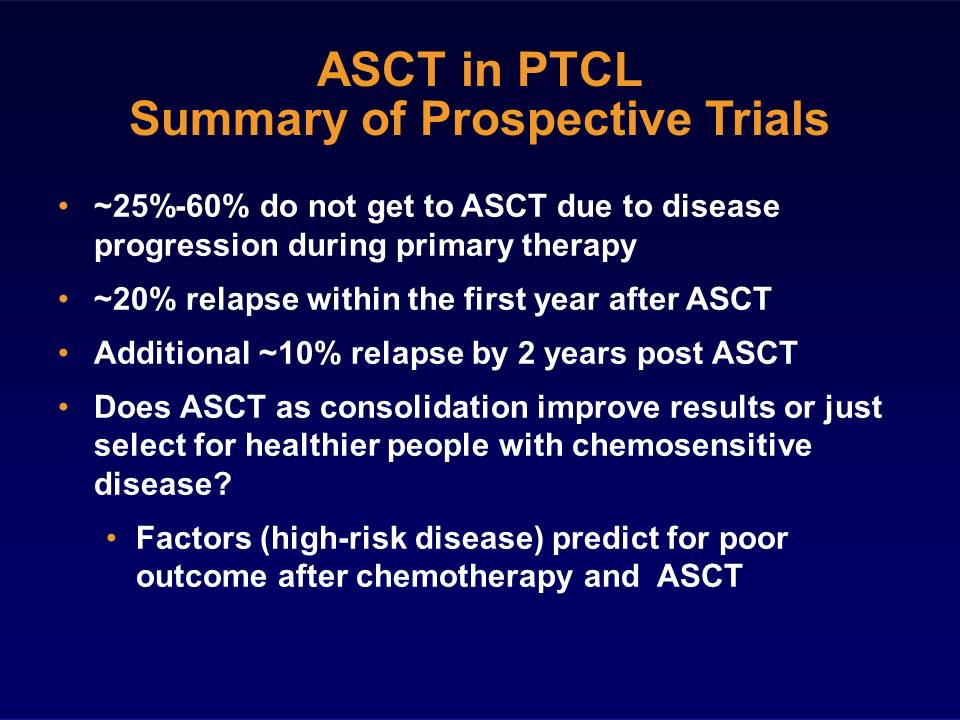 ASCT in PTCL
Summary of Prospective Trials
• ~25%-60% do not get to ASCT due to disease
progression during primary therapy
• ~20% relapse within the first year after ASCT
• Additional ~10% relapse by 2 years post ASCT
• Does ASCT as consolidation improve results or just
select for healthier people with chemosensitive
disease?
• Factors (high-risk disease) predict for poor
outcome after chemotherapy and  ASCT